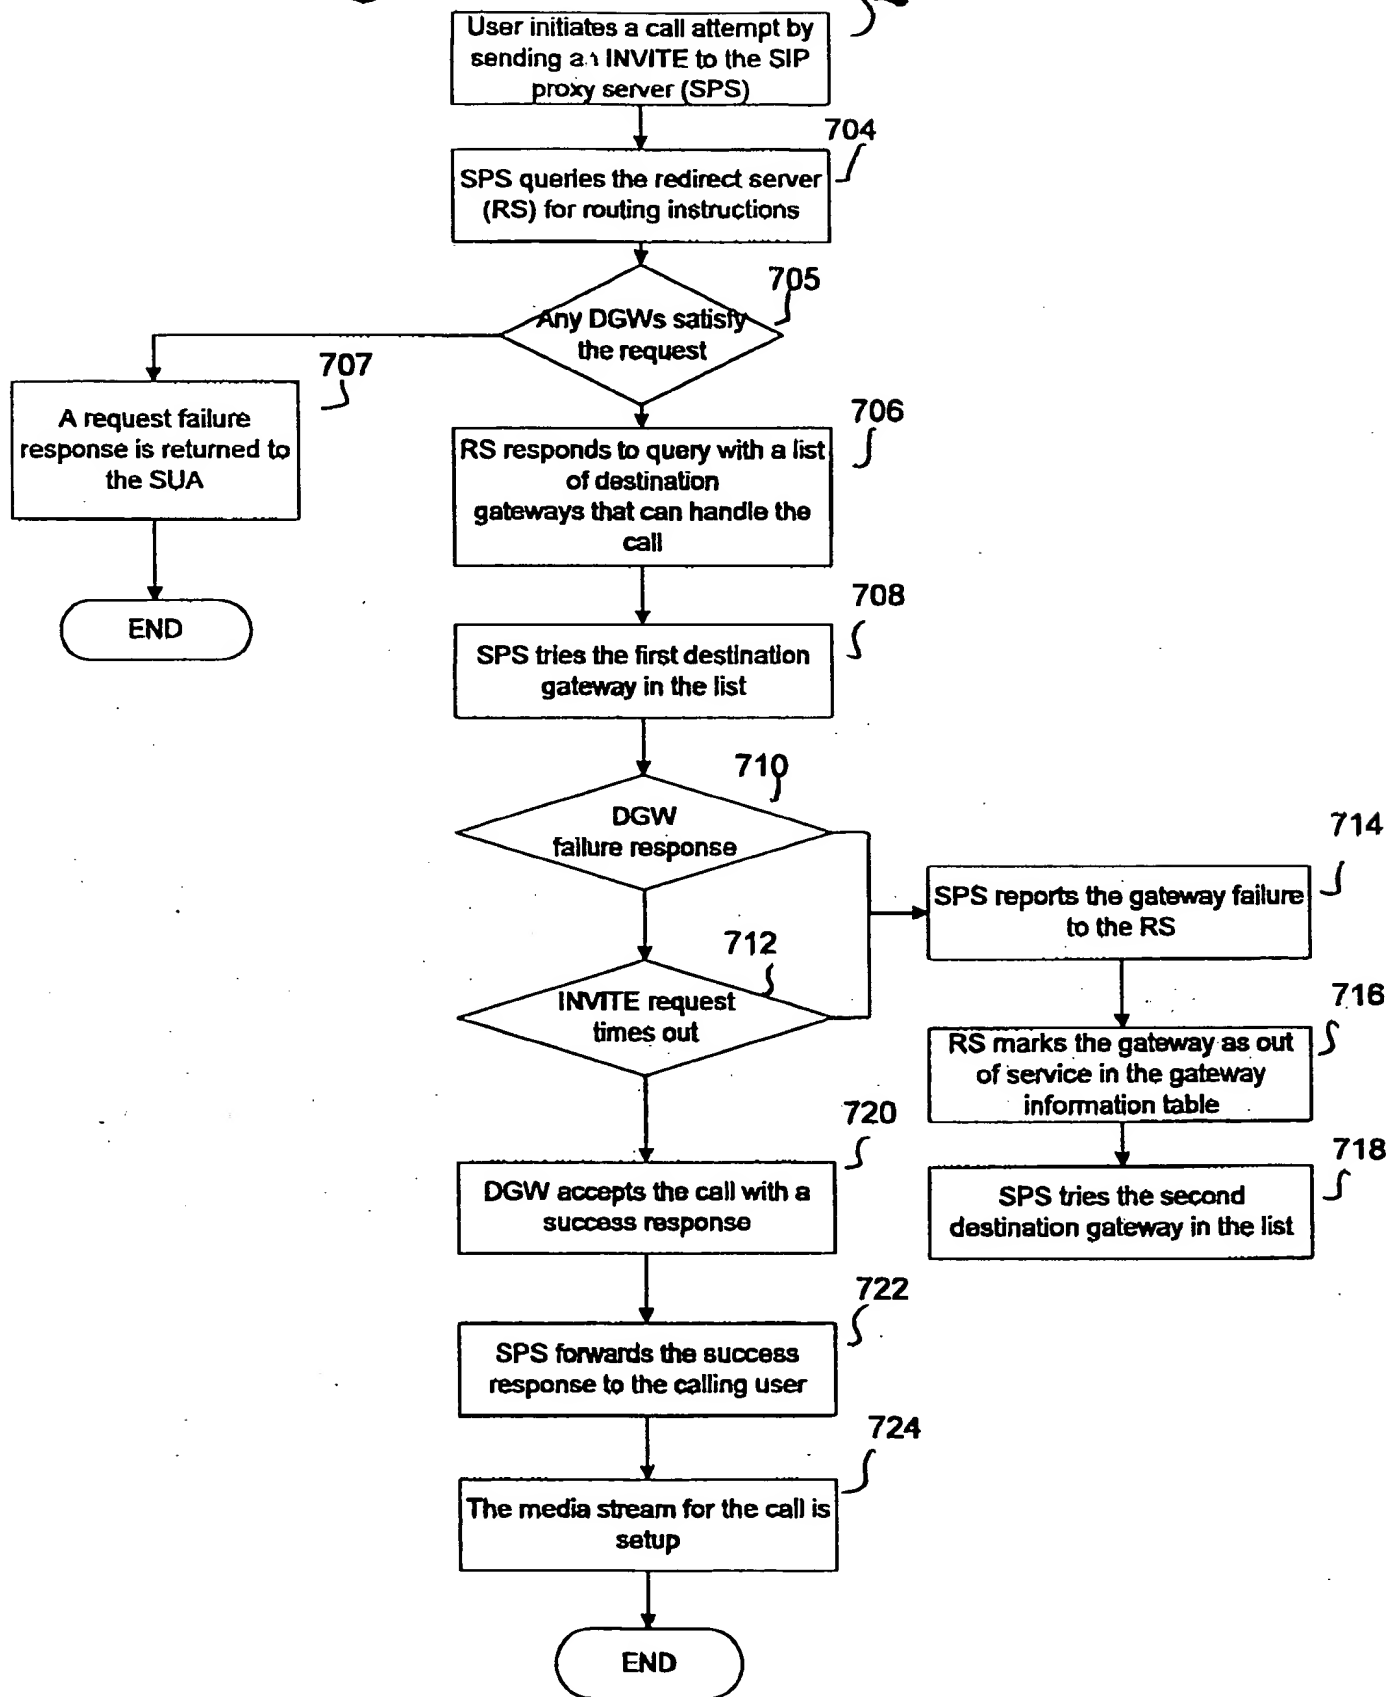 User initiates a call attempt by
sending an INVITE to the SIP
proxy server (SPS)
704
SPS queries the redirect server
(RS) for routing instructions
705
Any DGWs satisfy
the request
707
A request failure
response is returned to
the SUA
END
706
RS responds to query with a list
of destination
gateways that can handle the
call
708
SPS tries the first destination
gateway in the list
710
DGW
failure response
712
INVITE request
times out
714
SPS reports the gateway failure
to the RS
716
RS marks the gateway as out
of service in the gateway
information table
718
SPS tries the second
destination gateway in the list
720
DGW accepts the call with a
success response
722
SPS forwards the success
response to the calling user
724
The media stream for the call is
setup
END